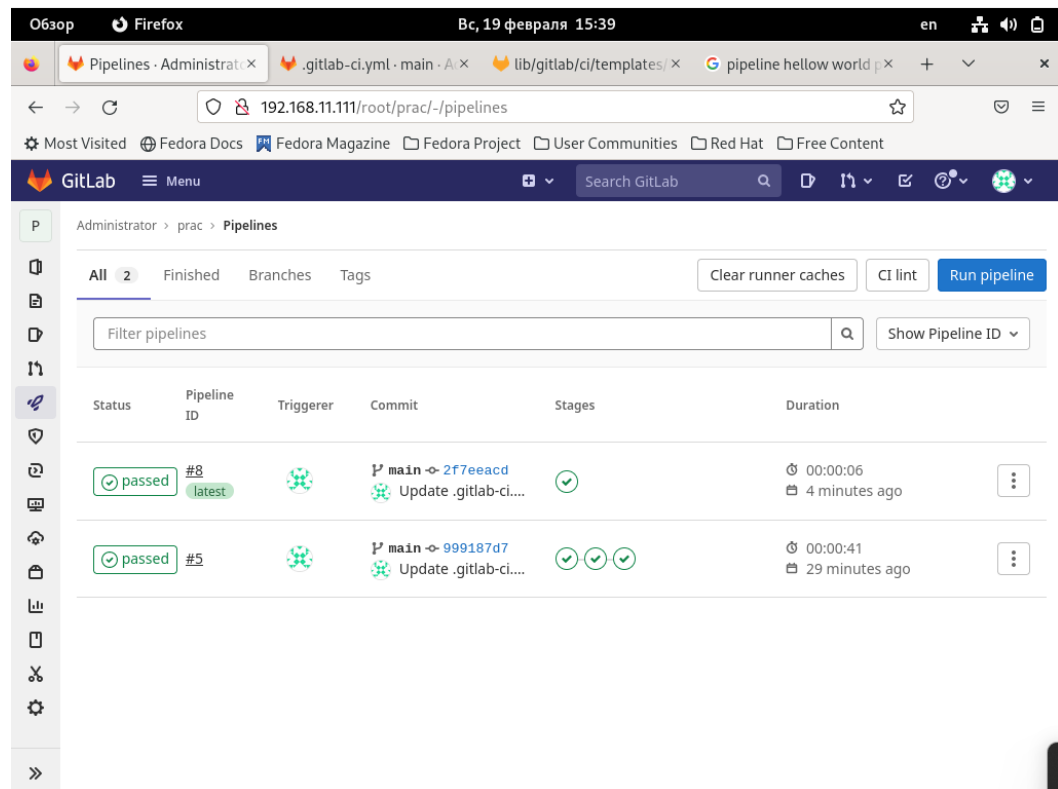 Обзор Firefox Вс, 19 февраля 15:39 en
Pipelines · Administrato .gitlab-ci.yml · main · A lib/gitlab/ci/templates/ pipeline hellow world p
192.168.11.111/root/prac/-/pipelines
Most Visited Fedora Docs Fedora Magazine Fedora Project User Communities Red Hat Free Content
GitLab Menu Search GitLab
P Administrator > prac > Pipelines
All 2 Finished Branches Tags Clear runner caches CI lint Run pipeline
Filter pipelines Show Pipeline ID
Status Pipeline ID Triggerer Commit Stages Duration
passed #8 main 2f7eeacd 00:00:06
latest Update .gitlab-ci.... 4 minutes ago
passed #5 main 999187d7 00:00:41
Update .gitlab-ci.... 29 minutes ago